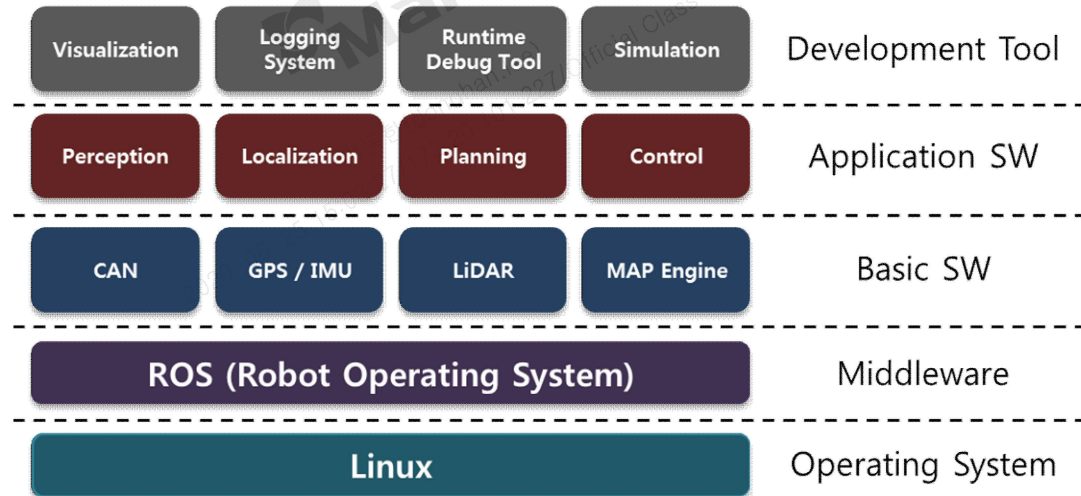 Visualization
Logging
System
Runtime
Debug Tool
Simulation
Development Tool
Perception
Localization
Planning
Control
Application SW
CAN
GPS / IMU
LiDAR
MAP Engine
Basic SW
ROS (Robot Operating System)
Middleware
Linux
Operating System